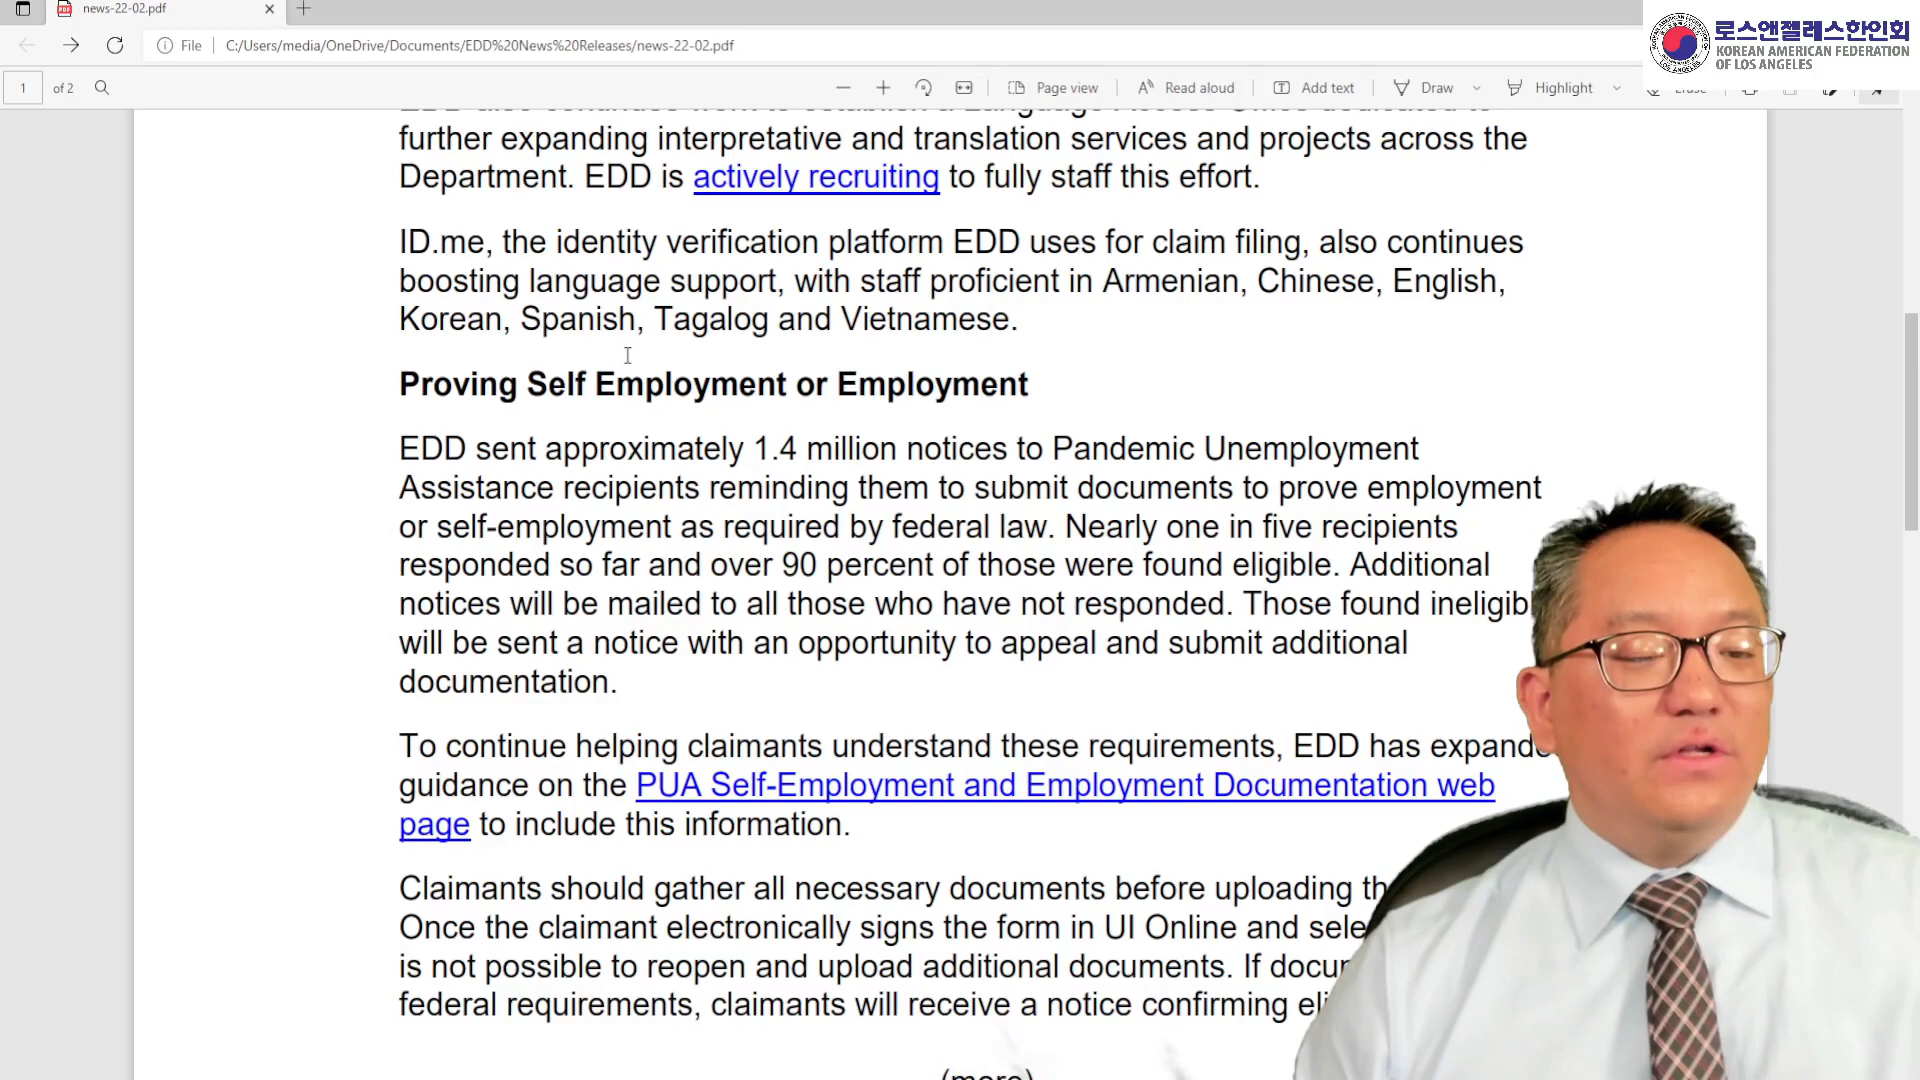 news-22-02.pdf
File C:/Users/media/OneDrive/Documents/EDD%20News%20Releases/news-22-02.pdf
로스앤젤레스한인회
KOREAN AMERICAN FEDERATION
OF LOS ANGELES
1 of 2 Page view Read aloud Add text Draw Highlight Erase
further expanding interpretative and translation services and projects across the
Department. EDD is actively recruiting to fully staff this effort.
ID.me, the identity verification platform EDD uses for claim filing, also continues
boosting language support, with staff proficient in Armenian, Chinese, English,
Korean, Spanish, Tagalog and Vietnamese.
Proving Self Employment or Employment
EDD sent approximately 1.4 million notices to Pandemic Unemployment
Assistance recipients reminding them to submit documents to prove employment
or self-employment as required by federal law. Nearly one in five recipients
responded so far and over 90 percent of those were found eligible. Additional
notices will be mailed to all those who have not responded. Those found
will be sent a notice with an opportunity to appeal and submit additional
documentation.
To continue helping claimants understand these requirements, EDD has
guidance on the PUA Self-Employment and Employment Documentation web
page to include this information.
Claimants should gather all necessary documents before uploading
Once the claimant electronically signs the form in UI Online and
is not possible to reopen and upload additional documents. If
federal requirements, claimants will receive a notice confirming